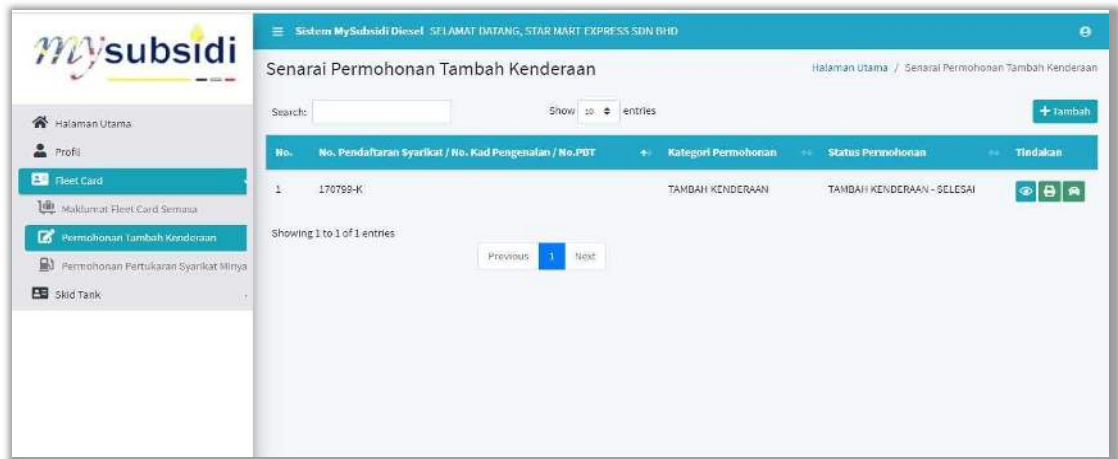 mysubsidi
Sistem MySubsidi Diesel SELAMAT DATANG, STAR MART EXPRESS SDN BHD
Senarai Permohonan Tambah Kenderaan
Halaman Utama / Senarai Permohonan Tambah Kenderaan
Search:
Show 10 entries
+ Tambah
Halaman Utama
Profil
Fleet Card
Maklumat Fleet Card Semasa
Permohonan Tambah Kenderaan
Permohonan Pertukaran Syarikat Minya
Skid Tank
No. No. Pendaftaran Syarikat / No. Kad Pengenalan / No.PBT Kategori Permohonan Status Permohonan Tindakan
1 170799-K TAMBAH KENDERAAN TAMBAH KENDERAAN - SELESAI
Showing 1 to 1 of 1 entries
Previous 1 Next